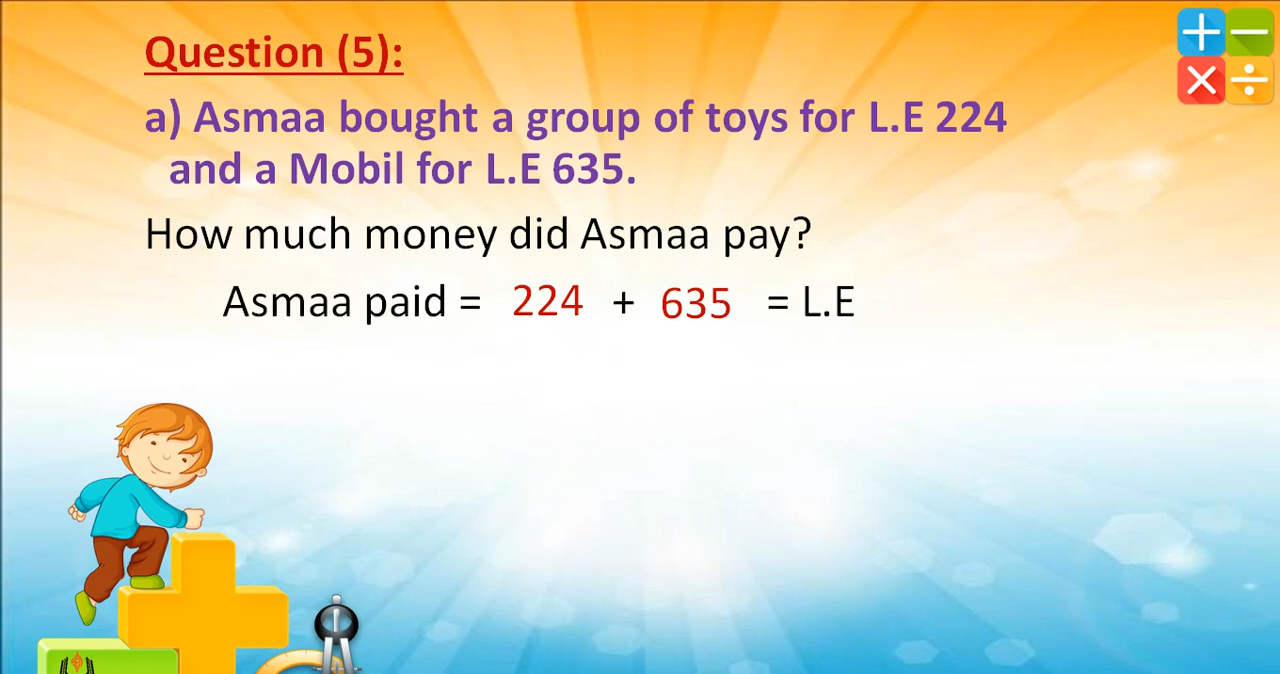 Question (5):
a) Asmaa bought a group of toys for L.E 224
and a Mobil for L.E 635.
How much money did Asmaa pay?
Asmaa paid = 224 + 635 = L.E